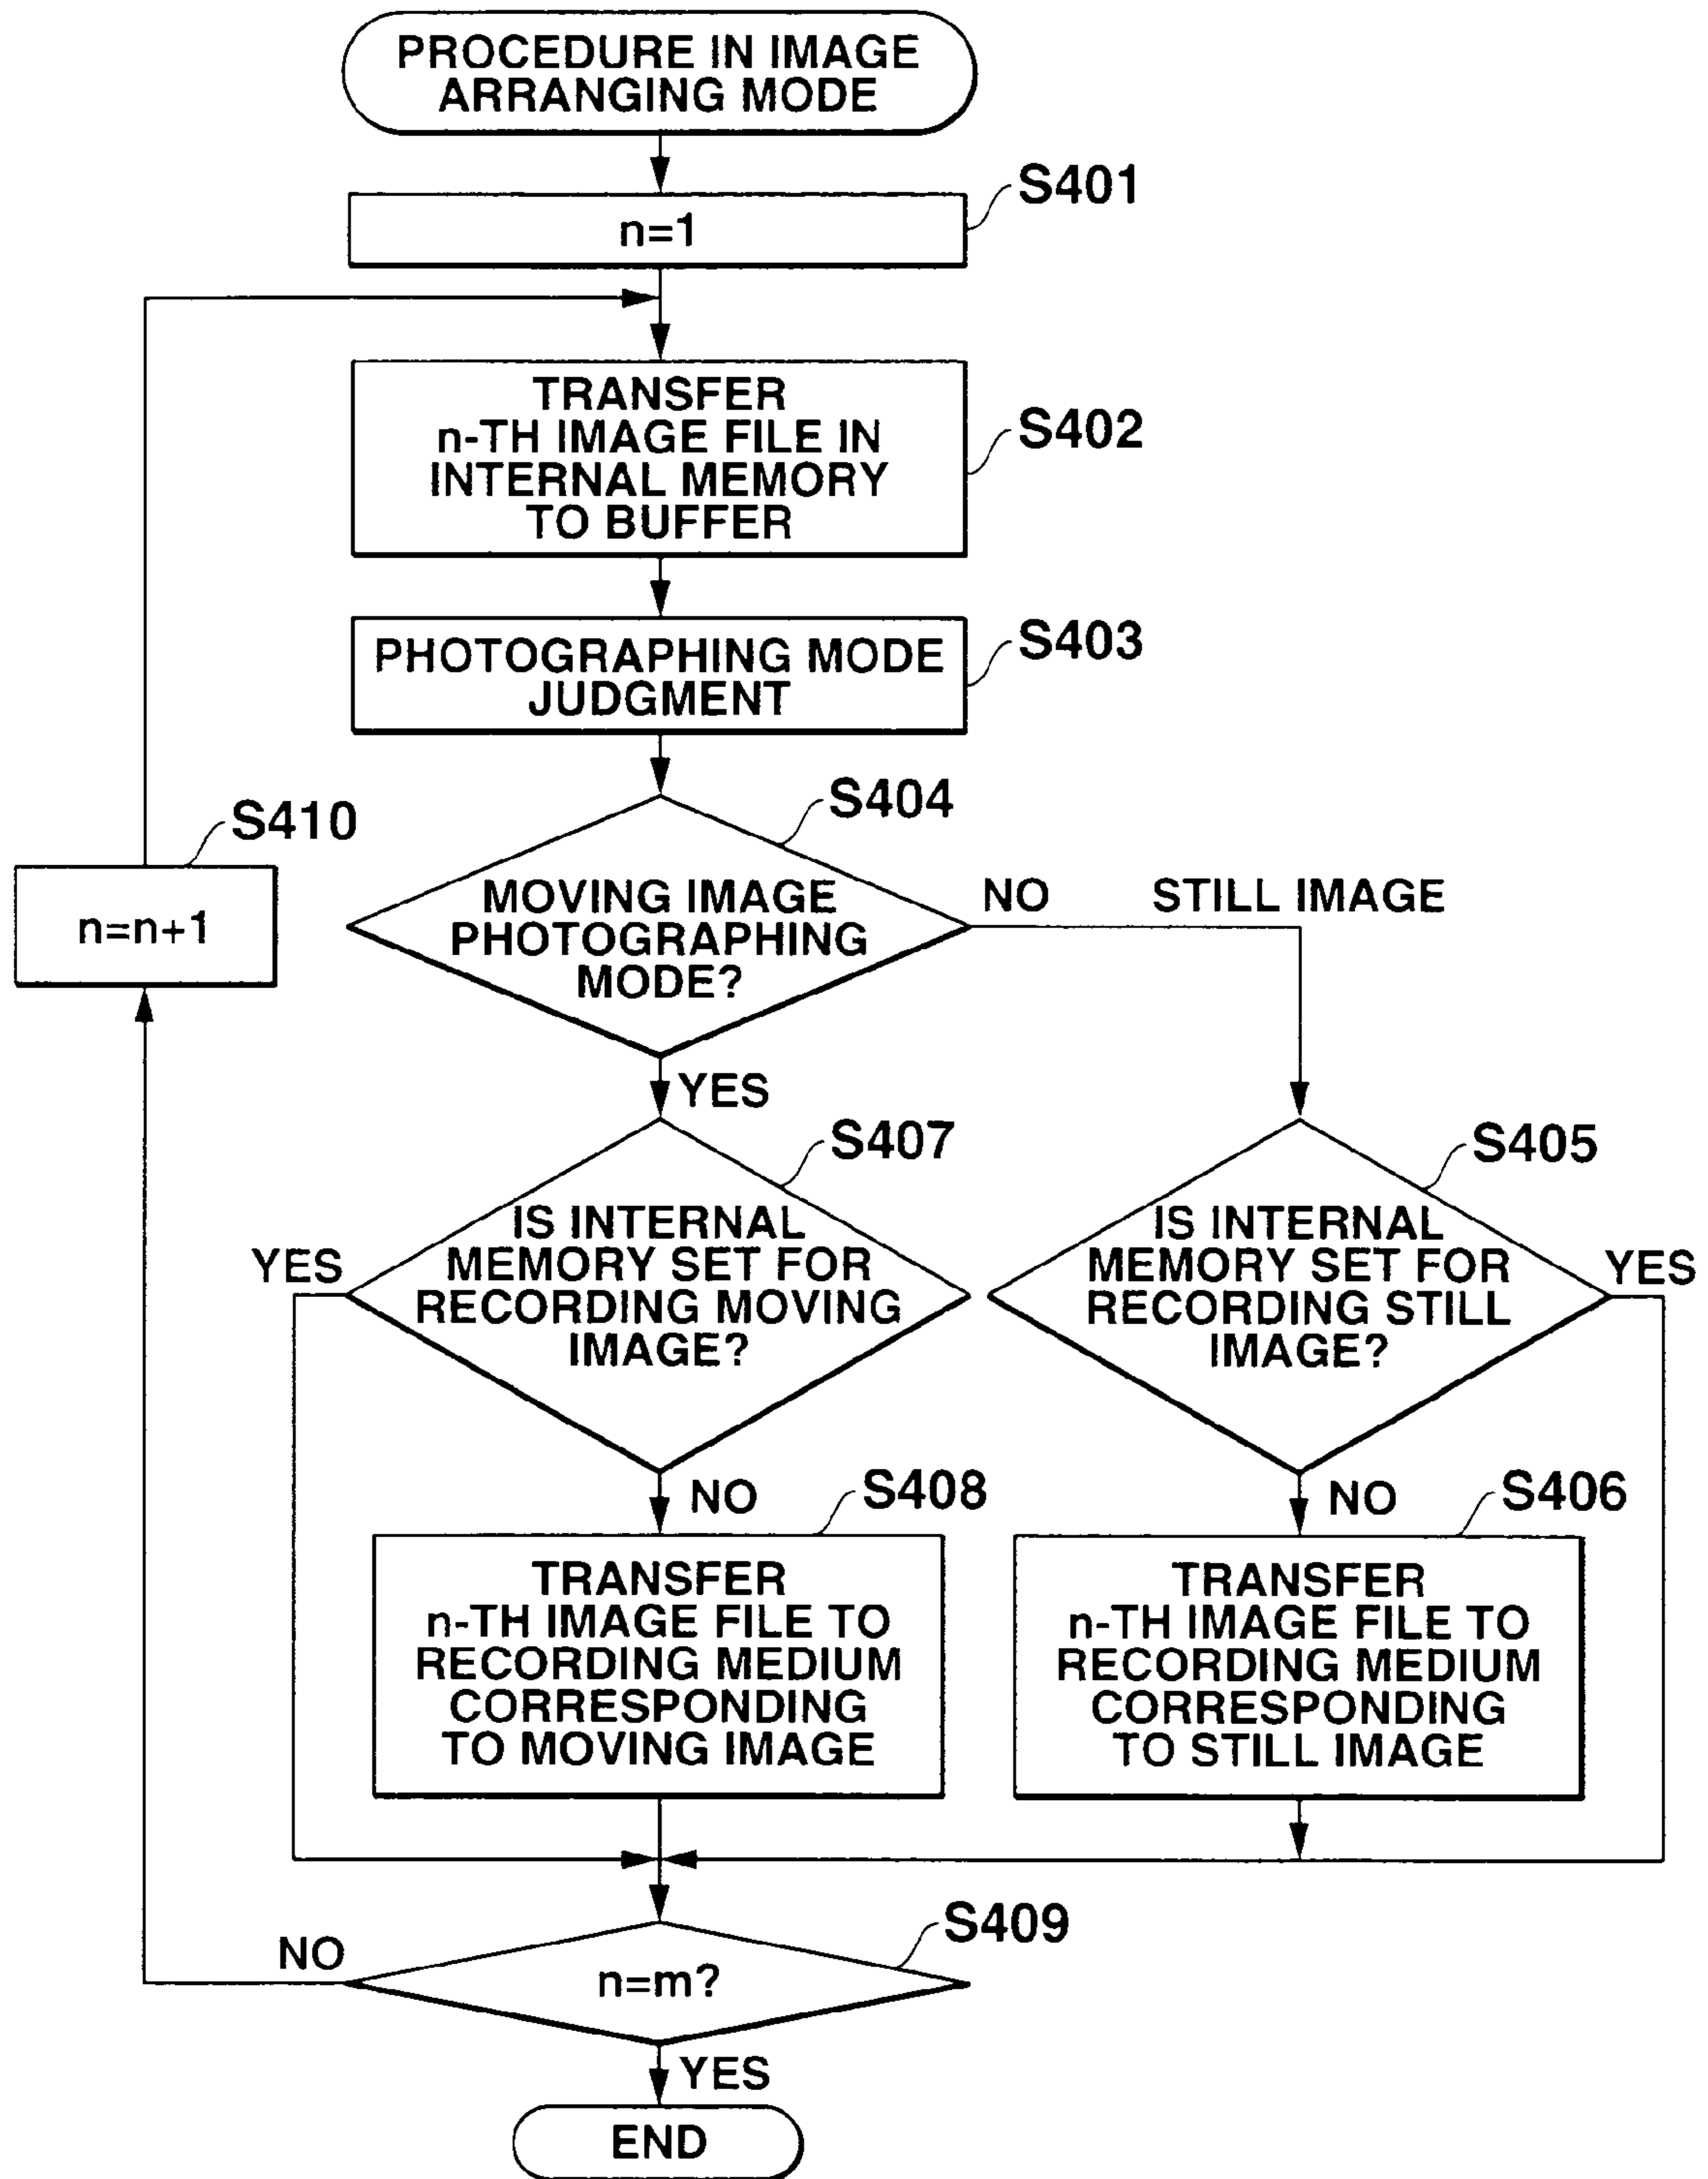 PROCEDURE IN IMAGE
ARRANGING MODE
S401
n=1
TRANSFER
n-TH IMAGE FILE IN
INTERNAL MEMORY
TO BUFFER
S402
PHOTOGRAPHING MODE
JUDGMENT
S403
S404
MOVING IMAGE
PHOTOGRAPHING
MODE?
NO
STILL IMAGE
S410
n=n+1
YES
S407
IS INTERNAL
MEMORY SET FOR
RECORDING MOVING
IMAGE?
YES
S405
IS INTERNAL
MEMORY SET FOR
RECORDING STILL
IMAGE?
YES
NO
S408
TRANSFER
n-TH IMAGE FILE TO
RECORDING MEDIUM
CORRESPONDING
TO MOVING IMAGE
NO
S406
TRANSFER
n-TH IMAGE FILE TO
RECORDING MEDIUM
CORRESPONDING
TO STILL IMAGE
S409
n=m?
NO
YES
END